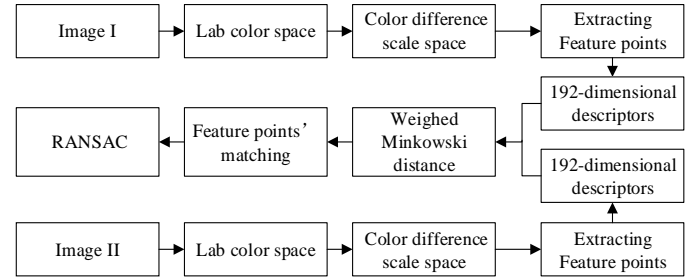 Image I
Lab color space
Color difference
scale space
Extracting
Feature points
192-dimensional
descriptors
RANSAC
Feature points’
matching
Weighed
Minkowski
distance
192-dimensional
descriptors
Image II
Lab color space
Color difference
scale space
Extracting
Feature points